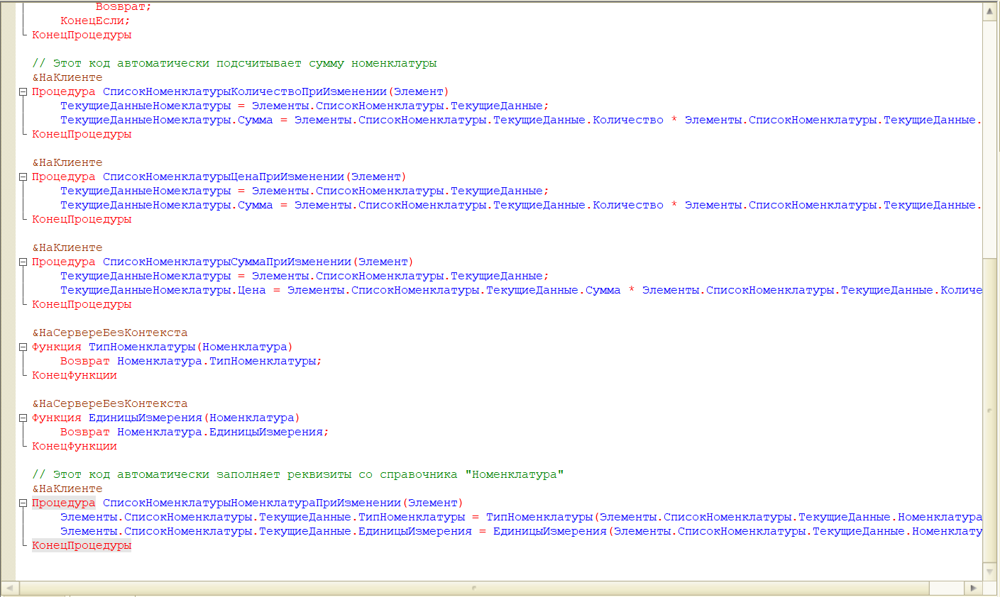 Возврат;
КонецЕсли;
КонецПроцедуры
// Этот код автоматически подсчитывает сумму номенклатуры
&НаКлиенте
Процедура СписокНоменклатурыКоличествоПриИзменении(Элемент)
ТекущиеДанныеНомеклатуры = Элементы.СписокНоменклатуры.ТекущиеДанные;
ТекущиеДанныеНомеклатуры.Сумма = Элементы.СписокНоменклатуры.ТекущиеДанные.Количество * Элементы.СписокНоменклатуры.ТекущиеДанные.
КонецПроцедуры
&НаКлиенте
Процедура СписокНоменклатурыЦенаПриИзменении(Элемент)
ТекущиеДанныеНомеклатуры = Элементы.СписокНоменклатуры.ТекущиеДанные;
ТекущиеДанныеНомеклатуры.Сумма = Элементы.СписокНоменклатуры.ТекущиеДанные.Количество * Элементы.СписокНоменклатуры.ТекущиеДанные.
КонецПроцедуры
&НаКлиенте
Процедура СписокНоменклатурыСуммаПриИзменении(Элемент)
ТекущиеДанныеНомеклатуры = Элементы.СписокНоменклатуры.ТекущиеДанные;
ТекущиеДанныеНомеклатуры.Цена = Элементы.СписокНоменклатуры.ТекущиеДанные.Сумма * Элементы.СписокНоменклатуры.ТекущиеДанные.Количе
КонецПроцедуры
&НаСервереБезКонтекста
Функция ТипНоменклатуры(Номенклатура)
Возврат Номенклатура.ТипНоменклатуры;
КонецФункции
&НаСервереБезКонтекста
Функция ЕдиницыИзмерения(Номенклатура)
Возврат Номенклатура.ЕдиницыИзмерения;
КонецФункции
// Этот код автоматически заполняет реквизиты со справочника "Номенклатура"
&НаКлиенте
Процедура СписокНоменклатурыНоменклатураПриИзменении(Элемент)
Элементы.СписокНоменклатуры.ТекущиеДанные.ТипНоменклатуры = ТипНоменклатуры(Элементы.СписокНоменклатуры.ТекущиеДанные.Номенклатура
Элементы.СписокНоменклатуры.ТекущиеДанные.ЕдиницыИзмерения = ЕдиницыИзмерения(Элементы.СписокНоменклатуры.ТекущиеДанные.Номенклату
КонецПроцедуры